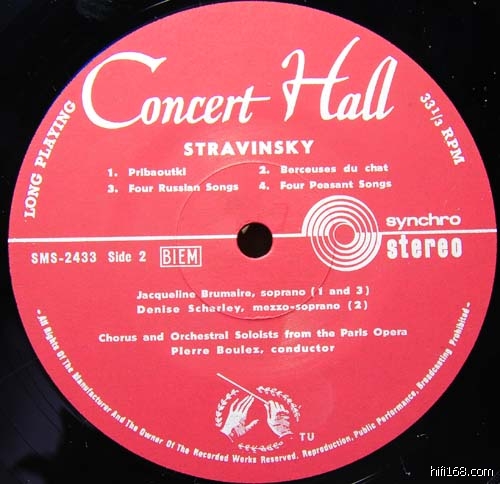 Concert Hall
LONG PLAYING
33 1/3 RPM
STRAVINSKY
1. Pribaoutki 2. Berceuses du chat
3. Four Russian Songs 4. Four Peasant Songs
synchro
stereo
SMS-2433 Side 2 BIEM
Jacqueline Brumaire, soprano (1 and 3)
Denise Scharley, mezzo-soprano (2)
Chorus and Orchestral Soloists from the Paris Opera
Pierre Boulez, conductor
TU
- All Rights Of The Manufacturer And The Owner Of The Recorded Works Reserved. Reproduction, Public Performance, Broadcasting Prohibited -
hifi168.com